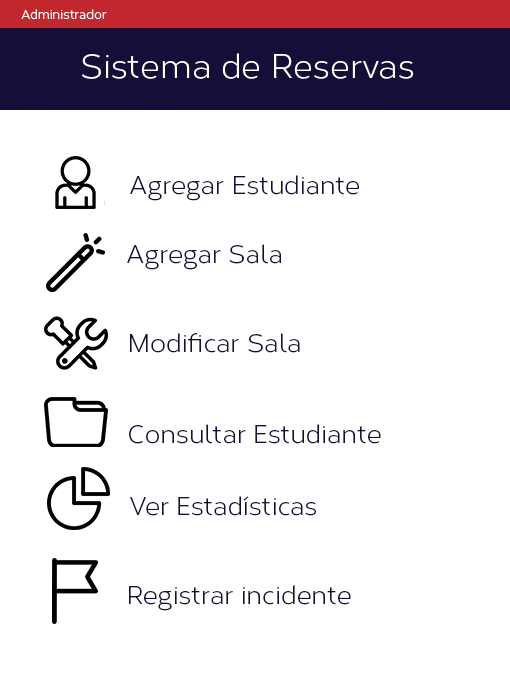 Administrador
Sistema de Reservas
Agregar Estudiante
Agregar Sala
Modificar Sala
Consultar Estudiante
Ver Estadísticas
Registrar incidente